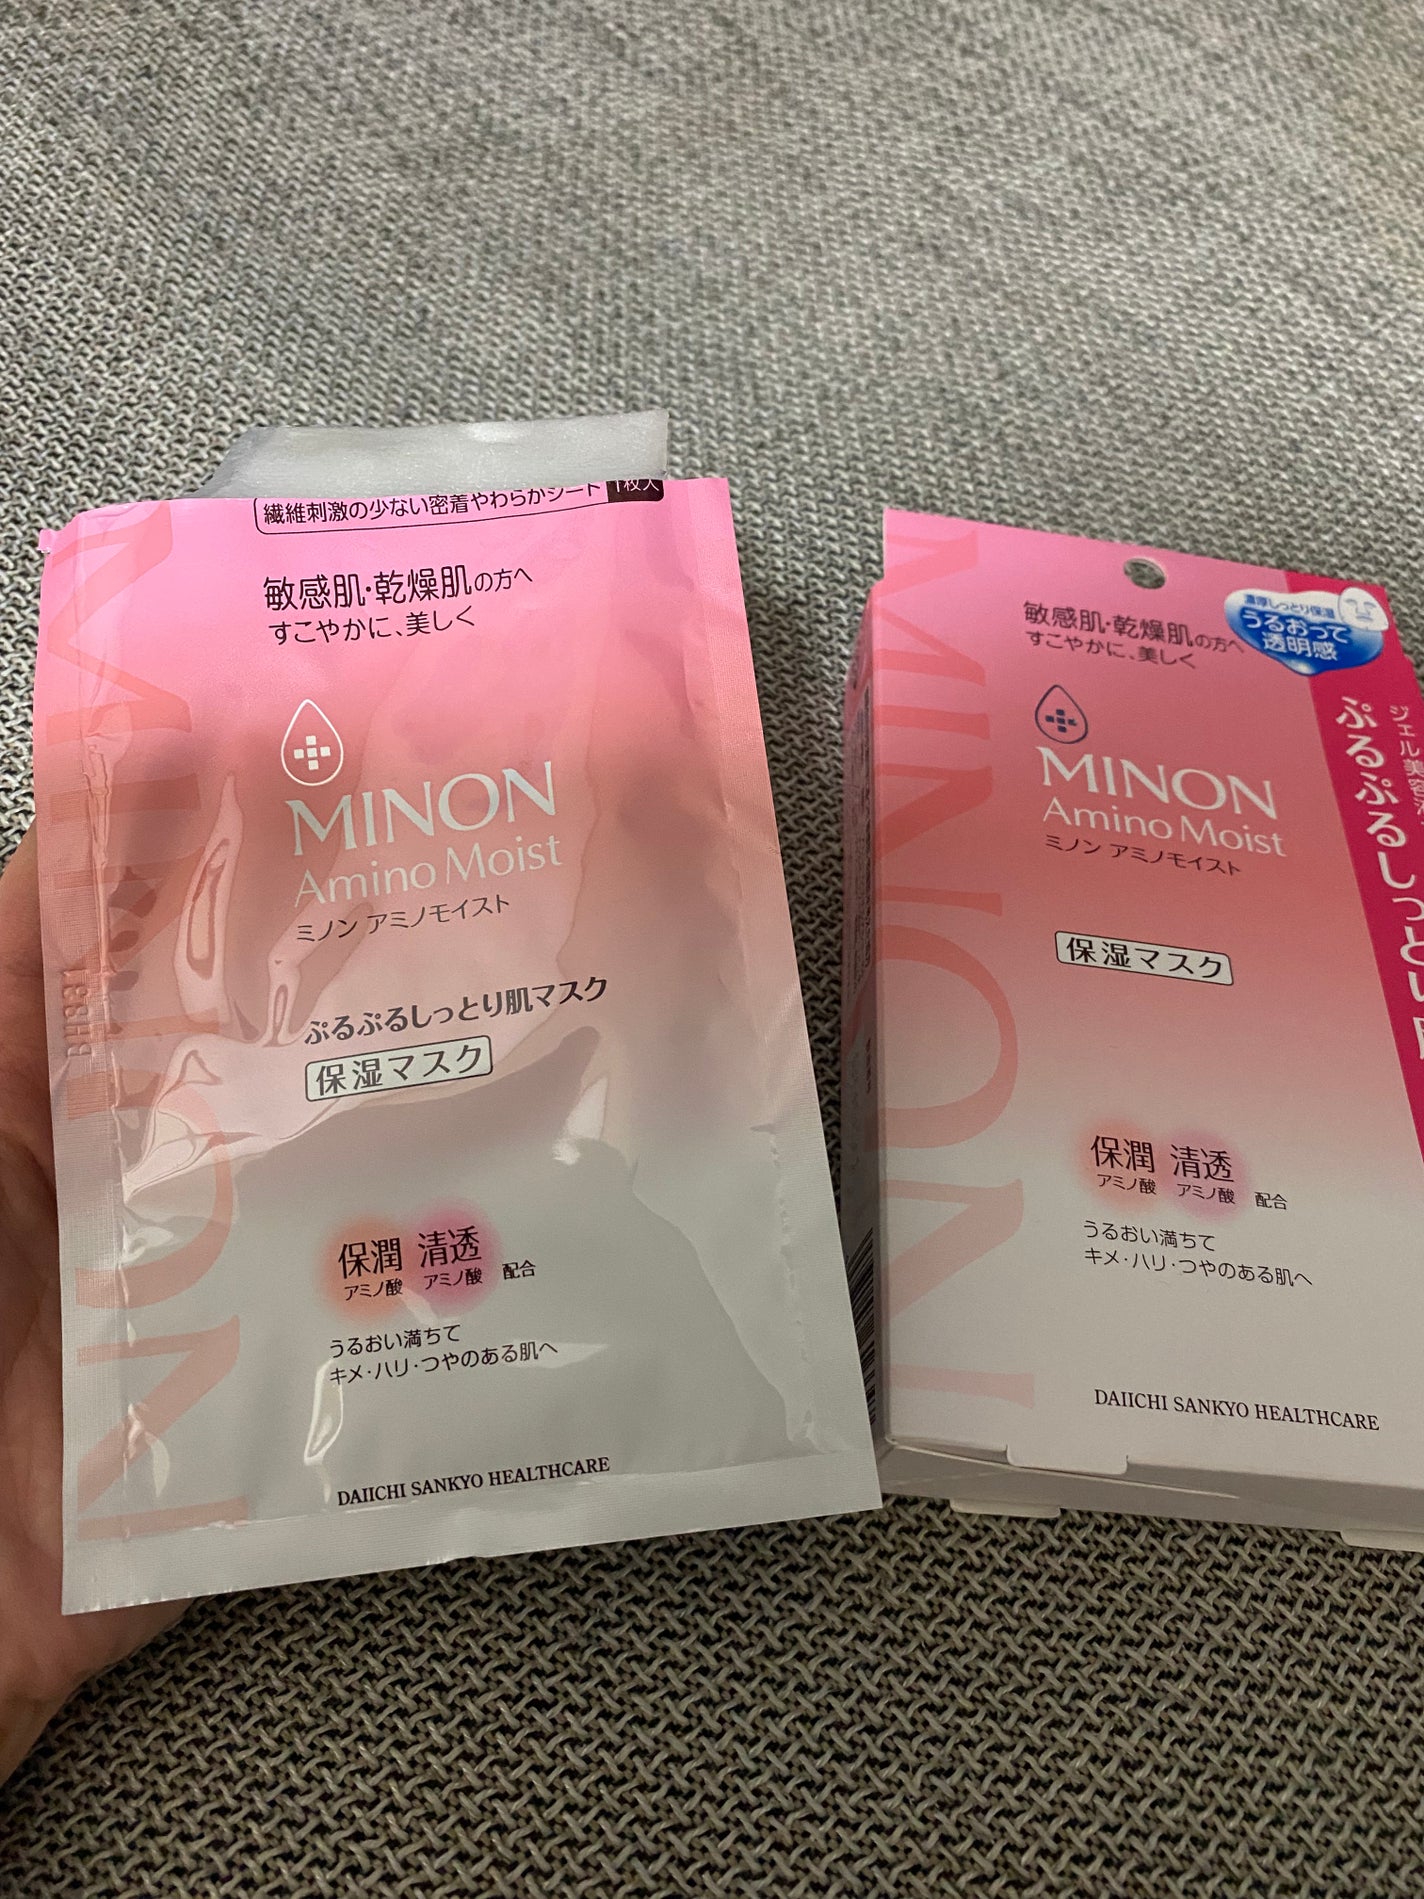 繊維刺激の少ない密着やわらかシート 1枚入
敏感肌・乾燥肌の方へ
すこやかに、美しく
MINON
Amino Moist
ミノン アミノモイスト
ぷるぷるしっとり肌マスク
保湿マスク
保潤 清透
アミノ酸 アミノ酸 配合
うるおい満ちて
キメ・ハリ・つやのある肌へ
DAIICHI SANKYO HEALTHCARE
MINON
敏感肌・乾燥肌の方へ
すこやかに、美しく
濃厚しっとり保湿
うるおって
透明感
MINON
Amino Moist
ミノン アミノモイスト
保湿マスク
保潤 清透
アミノ酸 アミノ酸 配合
うるおい満ちて
キメ・ハリ・つやのある肌へ
DAIICHI SANKYO HEALTHCARE
MINON
ジェル美容液
ぷるぷるしっとり